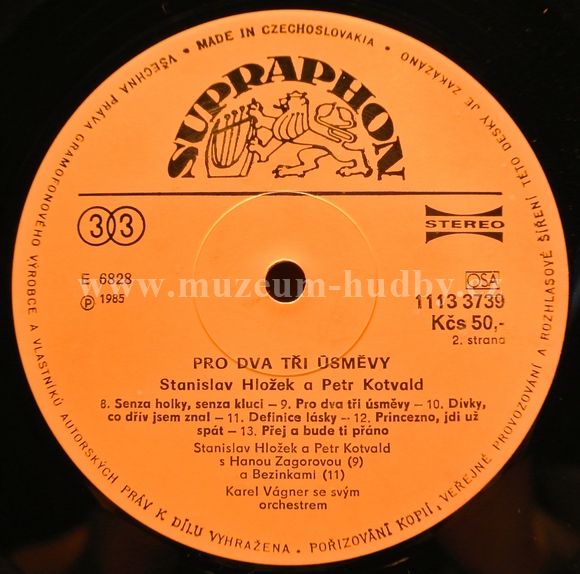 VŠECHNA PRÁVA GRAMOFONOVÉHO VÝROBCE A VLASTNÍKŮ AUTORSKÝCH PRÁV K DÍLU VYHRAŽENA. POŘIZOVÁNÍ KOPIÍ, VEŘEJNÉ PROVOZOVÁNÍ A ROZHLASOVÉ ŠÍŘENÍ TÉTO DESKY JE ZAKÁZÁNO
• MADE IN CZECHOSLOVAKIA •
SUPRAPHON
33
STEREO
E 6828
Ⓟ 1985
OSA
1113 3739
Kčs 50,-
2. strana
www.muzeum-hudby.cz
PRO DVA TŘI ÚSMĚVY
Stanislav Hložek a Petr Kotvald
8. Senza holky, senza kluci – 9. Pro dva tři úsměvy – 10. Dívky,
co dřív jsem znal – 11. Definice lásky – 12. Princezno, jdi už
spát – 13. Přej a bude ti přáno
Stanislav Hložek a Petr Kotvald
s Hanou Zagorovou (9)
a Bezinkami (11)
Karel Vágner se svým
orchestrem